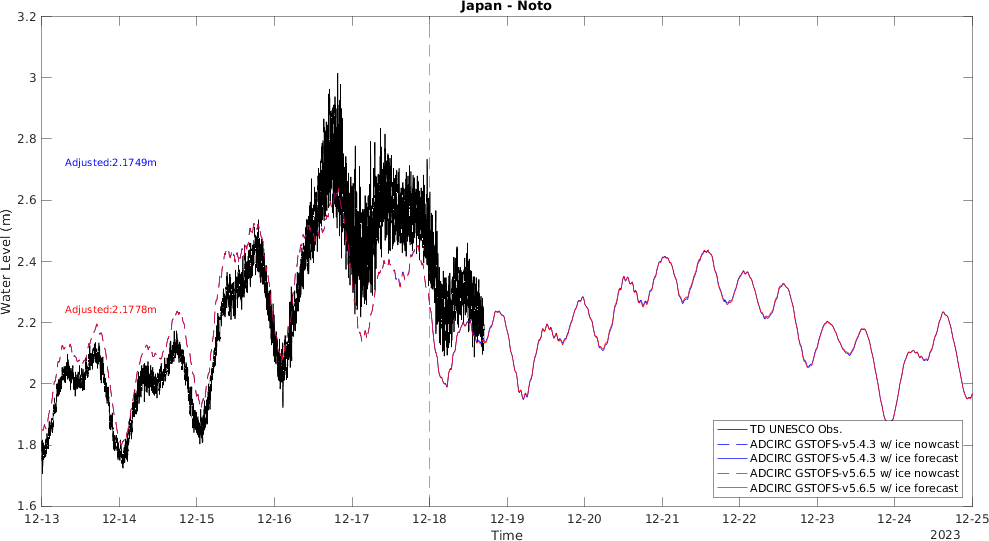 Japan - Noto
3.2
3
2.8
2.6
2.4
2.2
2
1.8
1.6
Water Level (m)
Adjusted:2.1749m
Adjusted:2.1778m
TD UNESCO Obs.
ADCIRC GSTOFS-v5.4.3 w/ ice nowcast
ADCIRC GSTOFS-v5.4.3 w/ ice forecast
ADCIRC GSTOFS-v5.6.5 w/ ice nowcast
ADCIRC GSTOFS-v5.6.5 w/ ice forecast
12-13 12-14 12-15 12-16 12-17 12-18 12-19 12-20 12-21 12-22 12-23 12-24 12-25
Time
2023